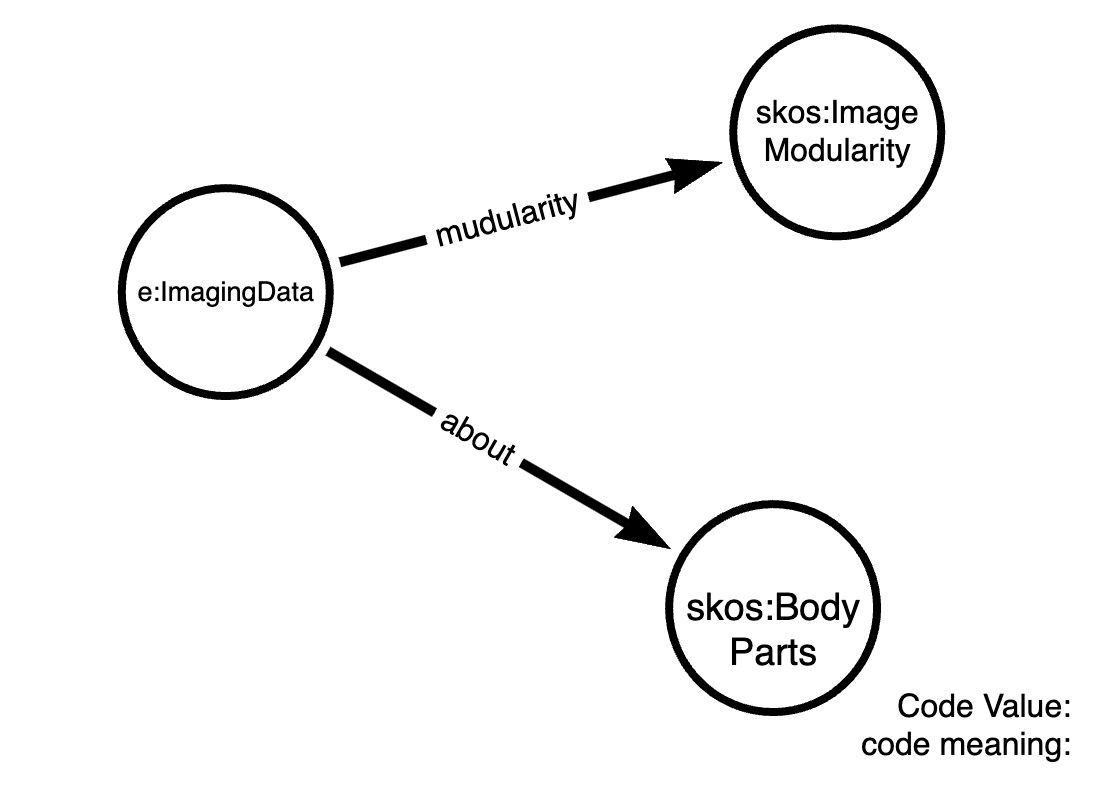 skos:Image
Modularity
mudularity
e:ImagingData
about
skos:Body
Parts
Code Value:
code meaning: